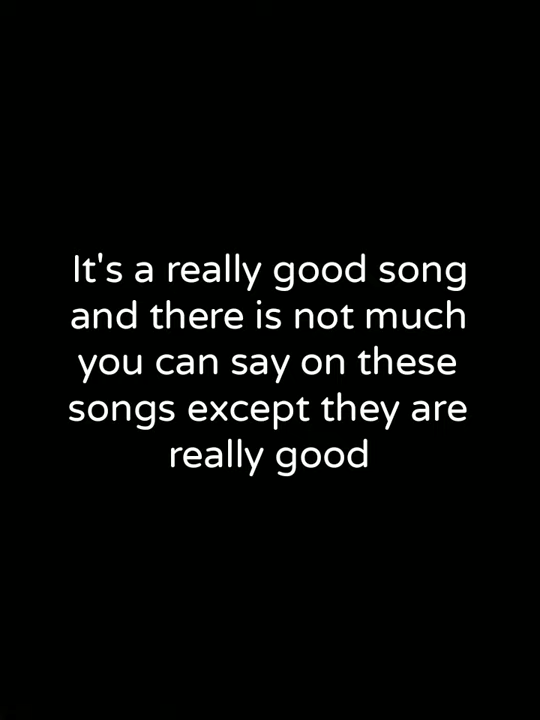 It's a really good song
and there is not much
you can say on these
songs except they are
really good